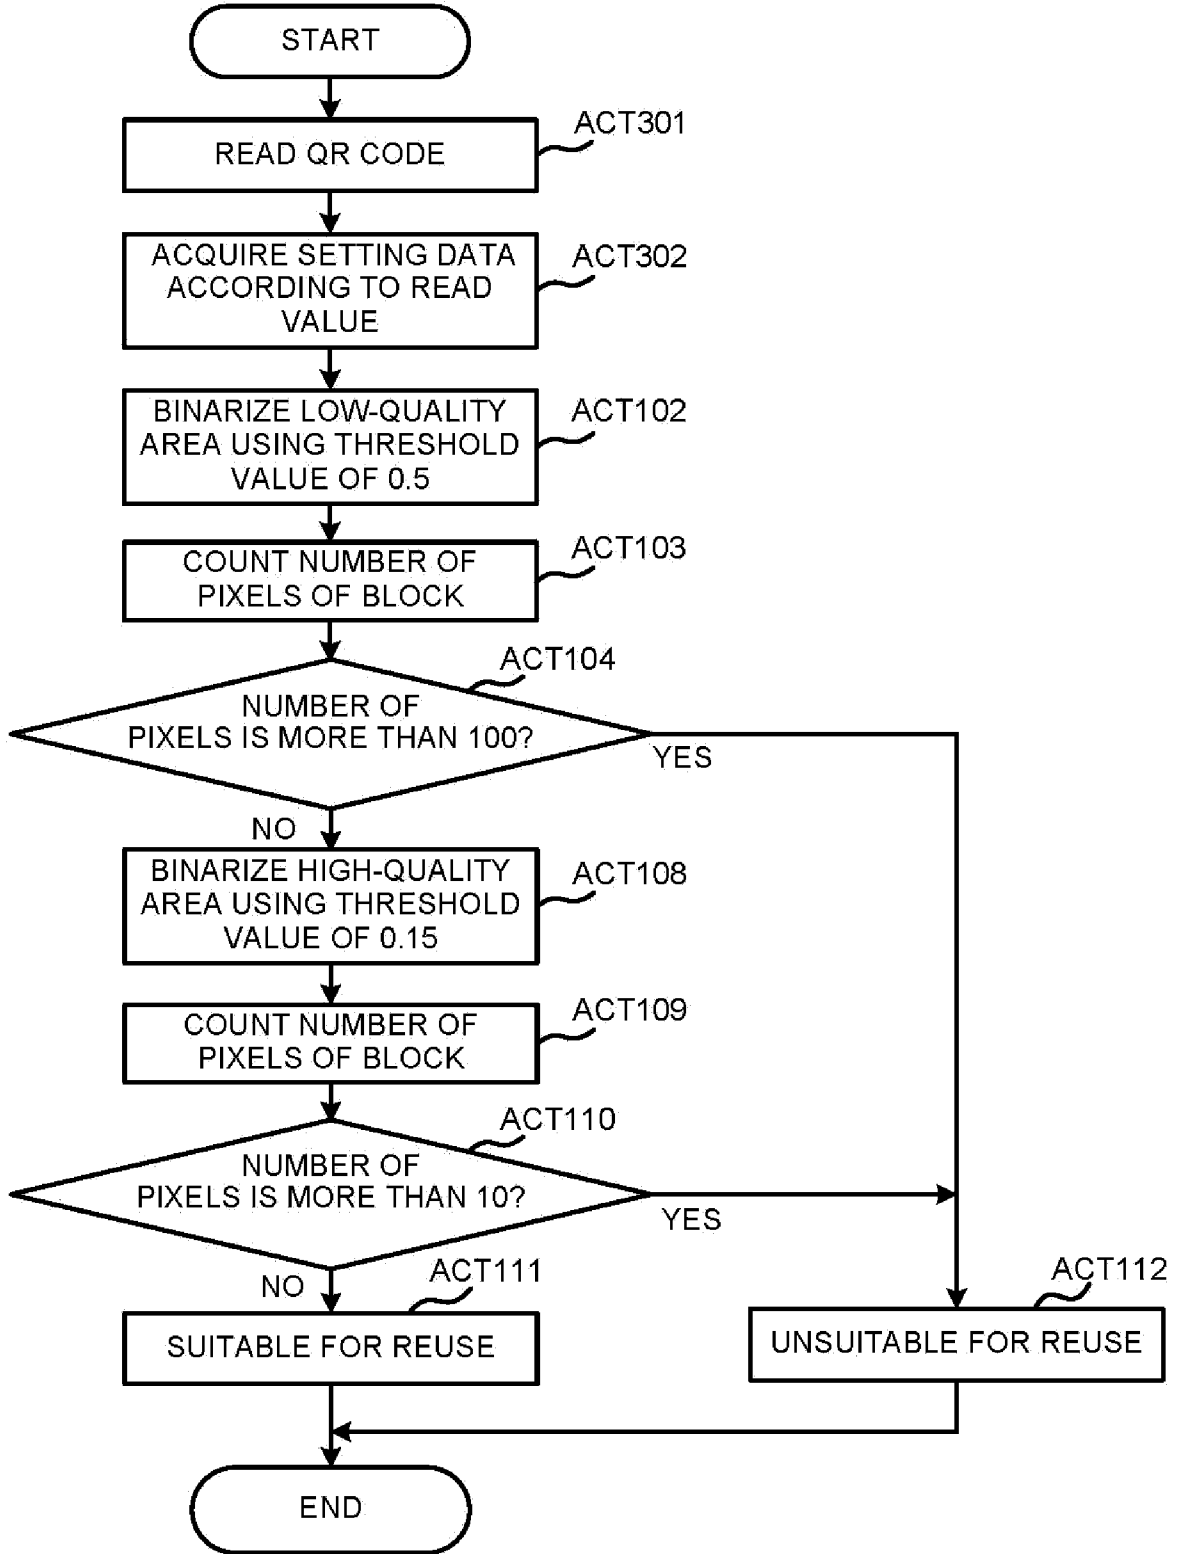 START
ACT301
READ QR CODE
ACT302
ACQUIRE SETTING DATA
ACCORDING TO READ
VALUE
ACT102
BINARIZE LOW-QUALITY
AREA USING THRESHOLD
VALUE OF 0.5
ACT103
COUNT NUMBER OF
PIXELS OF BLOCK
ACT104
NUMBER OF
PIXELS IS MORE THAN 100?
YES
NO
ACT108
BINARIZE HIGH-QUALITY
AREA USING THRESHOLD
VALUE OF 0.15
ACT109
COUNT NUMBER OF
PIXELS OF BLOCK
ACT110
NUMBER OF
PIXELS IS MORE THAN 10?
YES
NO
ACT111
SUITABLE FOR REUSE
ACT112
UNSUITABLE FOR REUSE
END